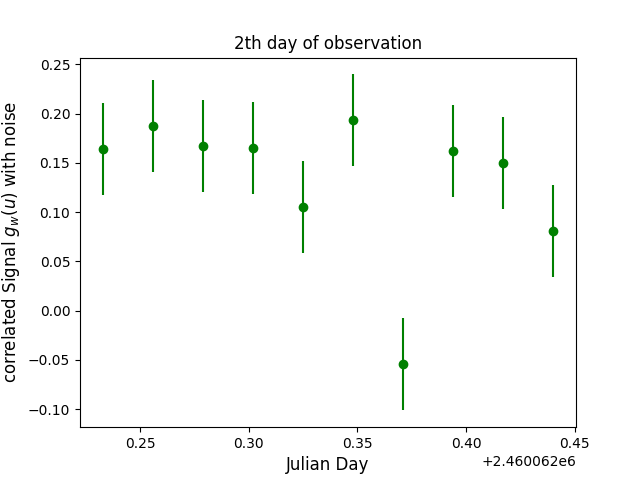 2th day of observation
correlated Signal g_w(u) with noise
0.25
0.20
0.15
0.10
0.05
0.00
−0.05
−0.10
0.25 0.30 0.35 0.40 0.45
Julian Day
+2.460062e6